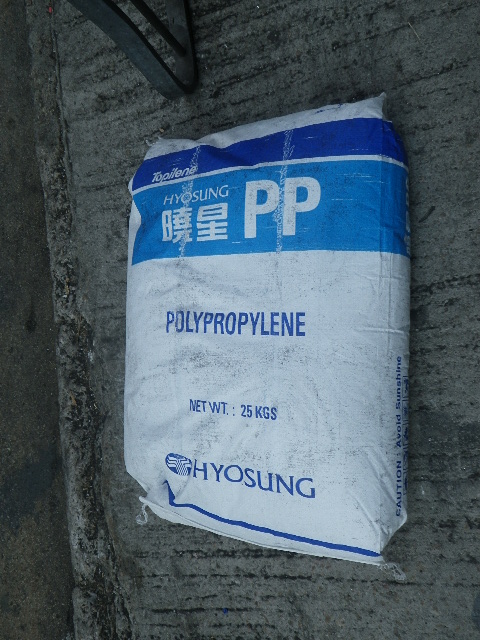 Topilene
HYOSUNG
曉星 PP
POLYPROPYLENE
NET WT. : 25 KGS
HYOSUNG
CAUTION : Avoid Sunshine